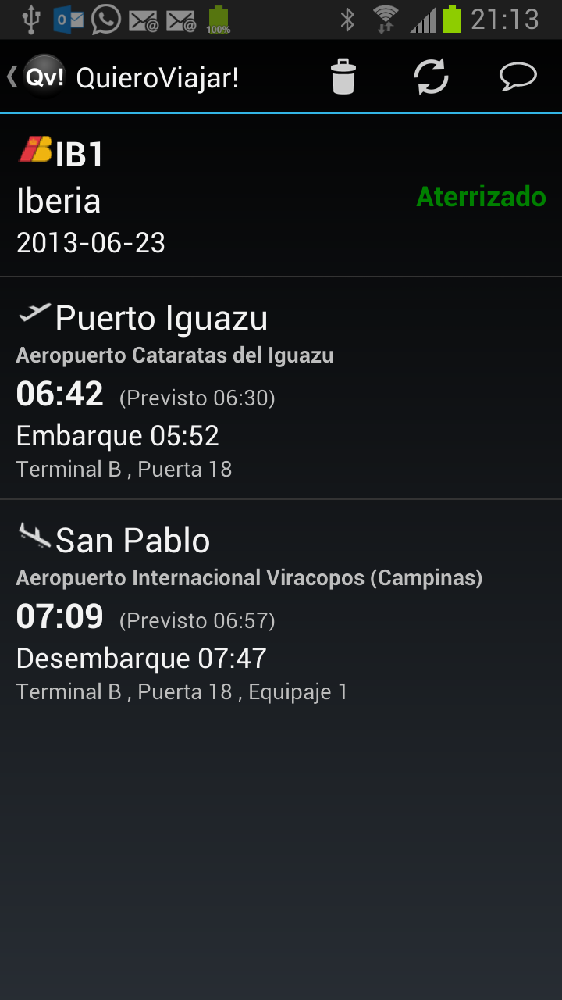 100%
21:13
Qv! QuieroViajar!
IB1
Iberia
Aterrizado
2013-06-23
Puerto Iguazu
Aeropuerto Cataratas del Iguazu
06:42 (Previsto 06:30)
Embarque 05:52
Terminal B , Puerta 18
San Pablo
Aeropuerto Internacional Viracopos (Campinas)
07:09 (Previsto 06:57)
Desembarque 07:47
Terminal B , Puerta 18 , Equipaje 1